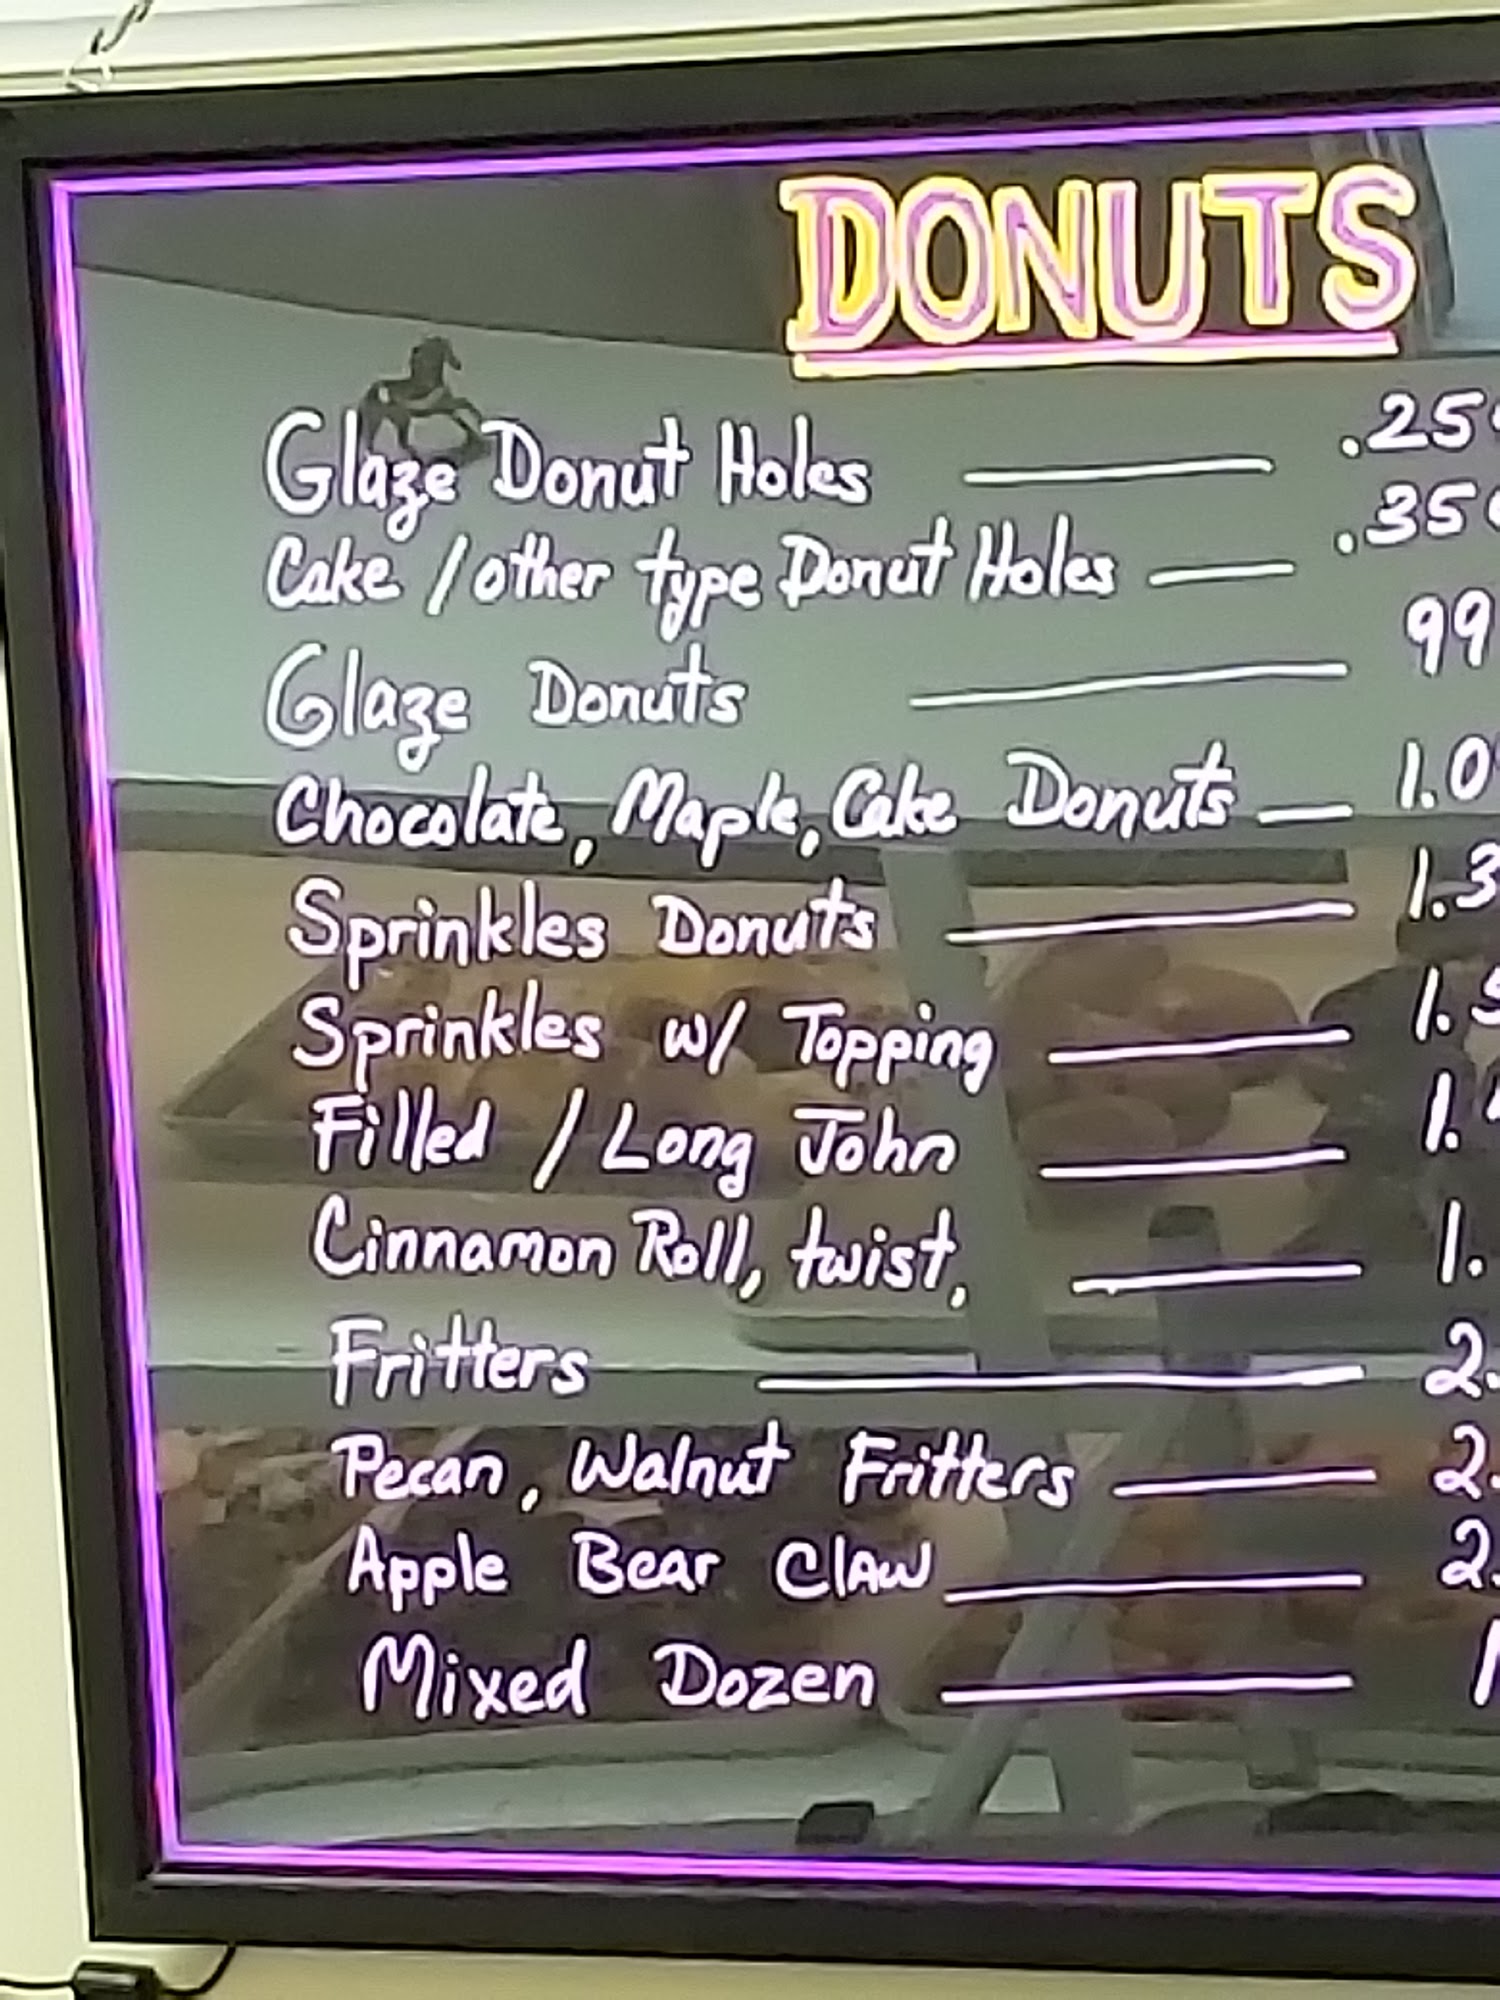 DONUTS
Glaze Donut Holes .25
Cake / other type Donut Holes .35
Glaze Donuts 99
Chocolate, Maple, Cake Donuts 1.0
Sprinkles Donuts 1.3
Sprinkles w/ Topping 1.5
Filled / Long John 1.
Cinnamon Roll, twist, 1.
Fritters 2.
Pecan, Walnut Fritters 2.
Apple Bear Claw 2.
Mixed Dozen